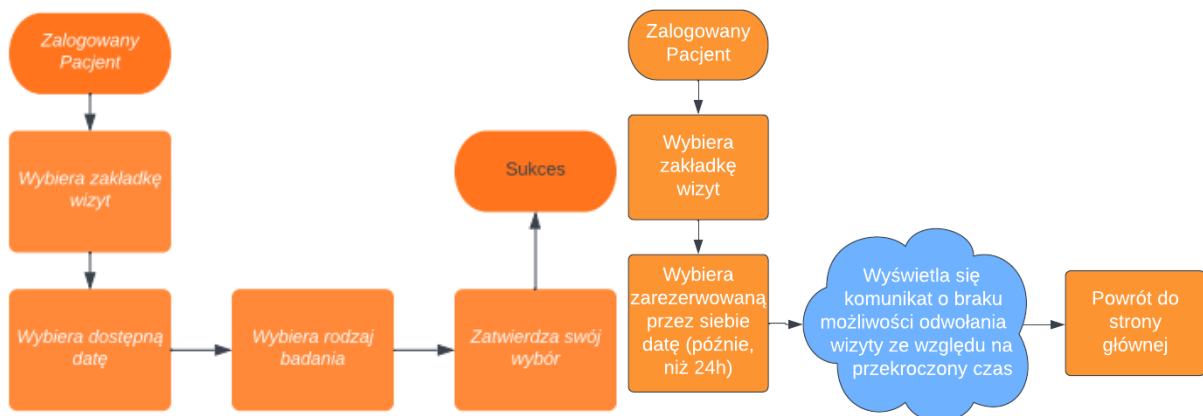 Zalogowany
Pacjent
Wybiera zakładkę
wizyt
Wybiera dostępną
datę
Wybiera rodzaj
badania
Zatwierdza swój
wybór
Sukces
Zalogowany
Pacjent
Wybiera
zakładkę
wizyt
Wybiera
zarezerwowaną
przez siebie
datę (późnie,
niż 24h)
Wyświetla się
komunikat o braku
możliwości odwołania
wizyty ze względu na
przekroczony czas
Powrót do
strony
głównej